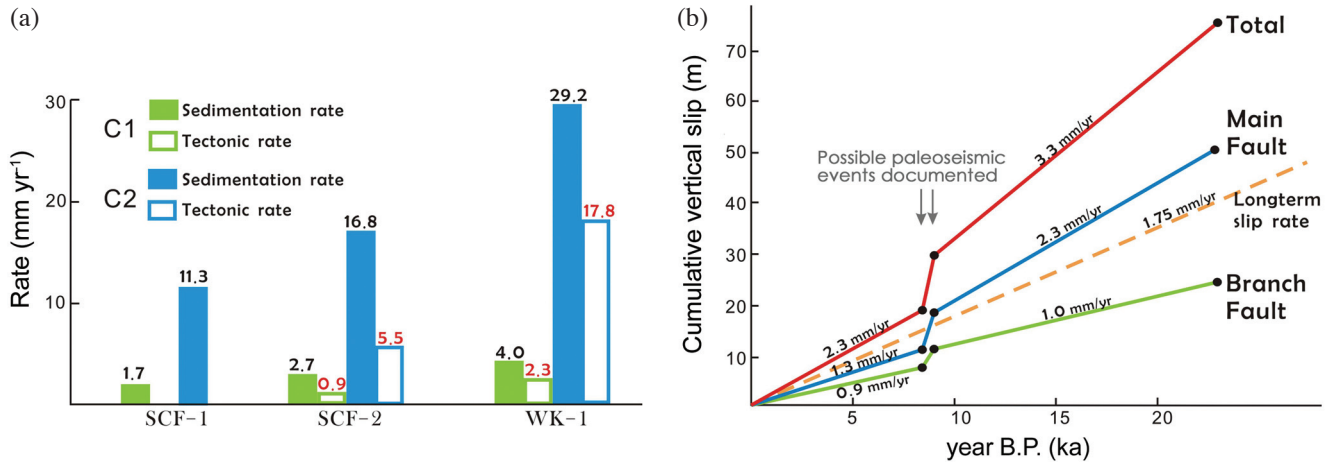 (a)
Rate (mm yr⁻¹)
30
20
10
C1
Sedimentation rate
Tectonic rate
C2
Sedimentation rate
Tectonic rate
1.7
11.3
2.7
0.9
16.8
5.5
4.0
2.3
29.2
17.8
SCF-1
SCF-2
WK-1
(b)
Cumulative vertical slip (m)
70
60
50
40
30
20
10
Possible paleoseismic
events documented
3.3 mm/yr
2.3 mm/yr
1.75 mm/yr
1.0 mm/yr
2.3 mm/yr
1.3 mm/yr
0.9 mm/yr
Total
Main
Fault
Longterm
slip rate
Branch
Fault
5
10
15
20
year B.P. (ka)